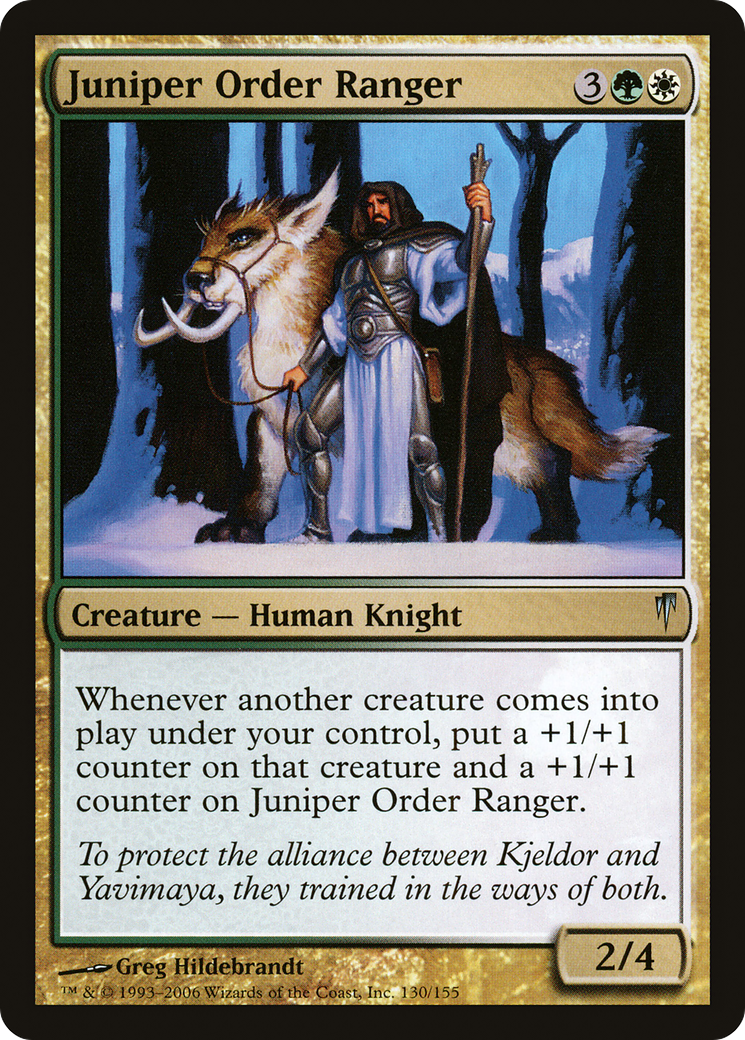 Juniper Order Ranger 3
Creature — Human Knight
Whenever another creature comes into
play under your control, put a +1/+1
counter on that creature and a +1/+1
counter on Juniper Order Ranger.
To protect the alliance between Kjeldor and
Yavimaya, they trained in the ways of both.
2/4
Greg Hildebrandt
™ & © 1993–2006 Wizards of the Coast, Inc. 130/155